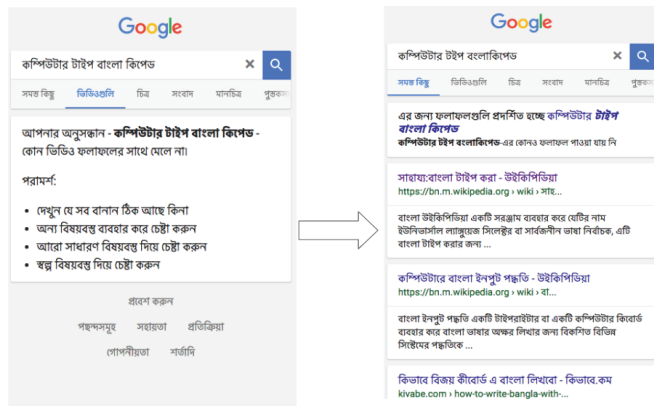 Google
কম্পিউটার টাইপ বাংলা কিপেড
সমস্ত কিছু ভিডিওগুলি চিত্র সংবাদ মানচিত্র
আপনার অনুসন্ধান - কম্পিউটার টাইপ বাংলা কিপেড -
কোন ভিডিও ফলাফলের সাথে মেলে না।
পরামর্শ:
দেখুন যে সব বানান ঠিক আছে কিনা
অন্য বিষয়বস্তু ব্যবহার করে চেষ্টা করুন
আরো সাধারণ বিষয়বস্তু দিয়ে চেষ্টা করুন
স্বল্প বিষয়বস্তু দিয়ে চেষ্টা করুন
প্রবেশ করুন
পছন্দসমূহ সহায়তা প্রতিক্রিয়া
গোপনীয়তা শর্তাদি
Google
কম্পিউটার টইপ বংলাকিপেড
সমস্ত কিছু ভিডিওগুলি চিত্র সংবাদ মানচিত্র
এর জন্য ফলাফলগুলি প্রদর্শিত হচ্ছে কম্পিউটার টাইপ
বাংলা কিপেড
কম্পিউটার টইপ বাংলাকিপেড-এর কোনও ফলাফল পাওয়া যায় নি
সাহায্য:বাংলা টাইপ করা - উইকিপিডিয়া
https://bn.m.wikipedia.org › wiki › সাহ...
বাংলা উইকিপিডিয়া একটি সরঞ্জাম ব্যবহার করে যেটির নাম
ইউনিভার্সাল ল্যাঙ্গুয়েজ সিলেক্টর বা সার্বজনীন ভাষা নির্বাচক, এটি
বাংলা টাইপ করার জন্য ...
কম্পিউটারে বাংলা ইনপুট পদ্ধতি - উইকিপিডিয়া
https://bn.m.wikipedia.org › wiki › বা...
বাংলা ইনপুট পদ্ধতি একটি টাইপরাইটার বা একটি কম্পিউটার কিবোর্ড
ব্যবহার করে বাংলা ভাষার অক্ষর লিখার জন্য বিকশিত বিভিন্ন
সিস্টেমের পদ্ধতিকে ...
কিভাবে বিজয় কীবোর্ড এ বাংলা লিখবো - কিভাবে.কম
kivabe.com › how-to-write-bangla-with-...